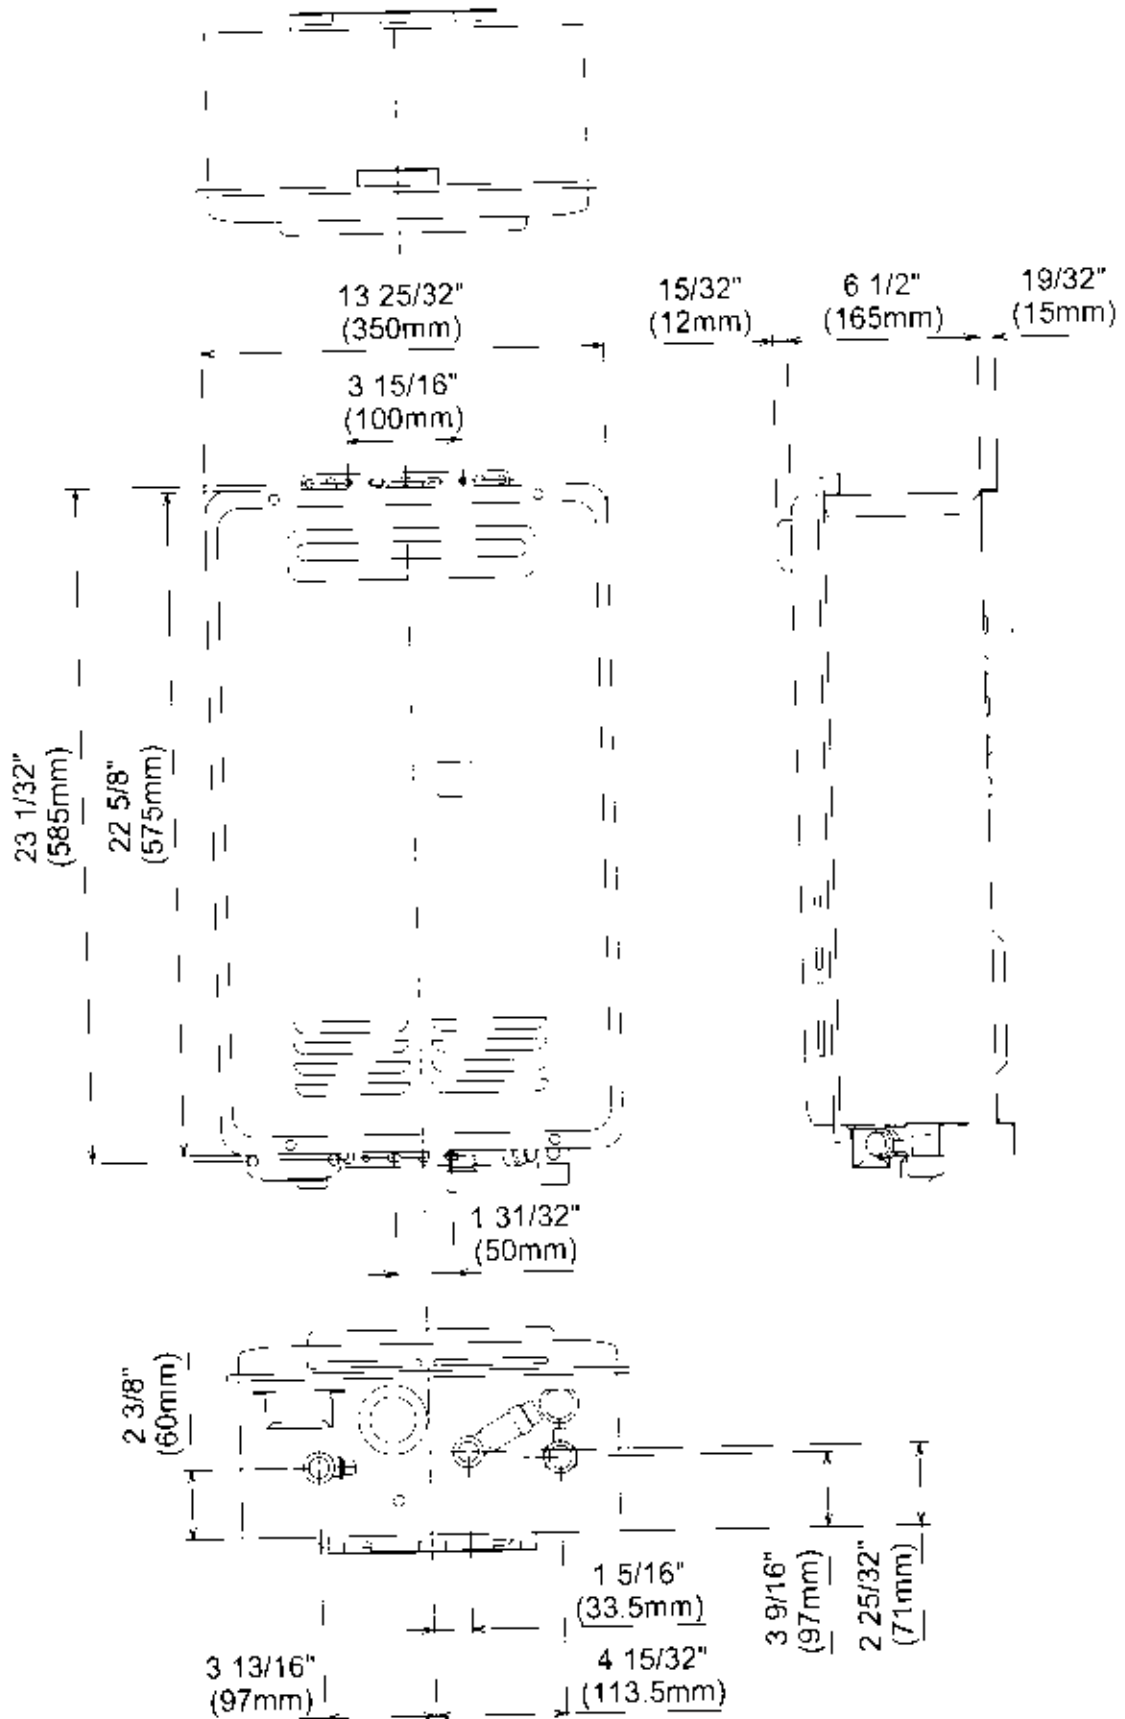 13 25/32"
(350mm)
15/32"
(12mm)
6 1/2"
(165mm)
19/32"
(15mm)
3 15/16"
(100mm)
23 1/32"
(585mm)
22 5/8"
(575mm)
1 31/32"
(50mm)
2 3/8"
(60mm)
1 5/16"
(33.5mm)
3 9/16"
(97mm)
2 25/32"
(71mm)
3 13/16"
(97mm)
4 15/32"
(113.5mm)